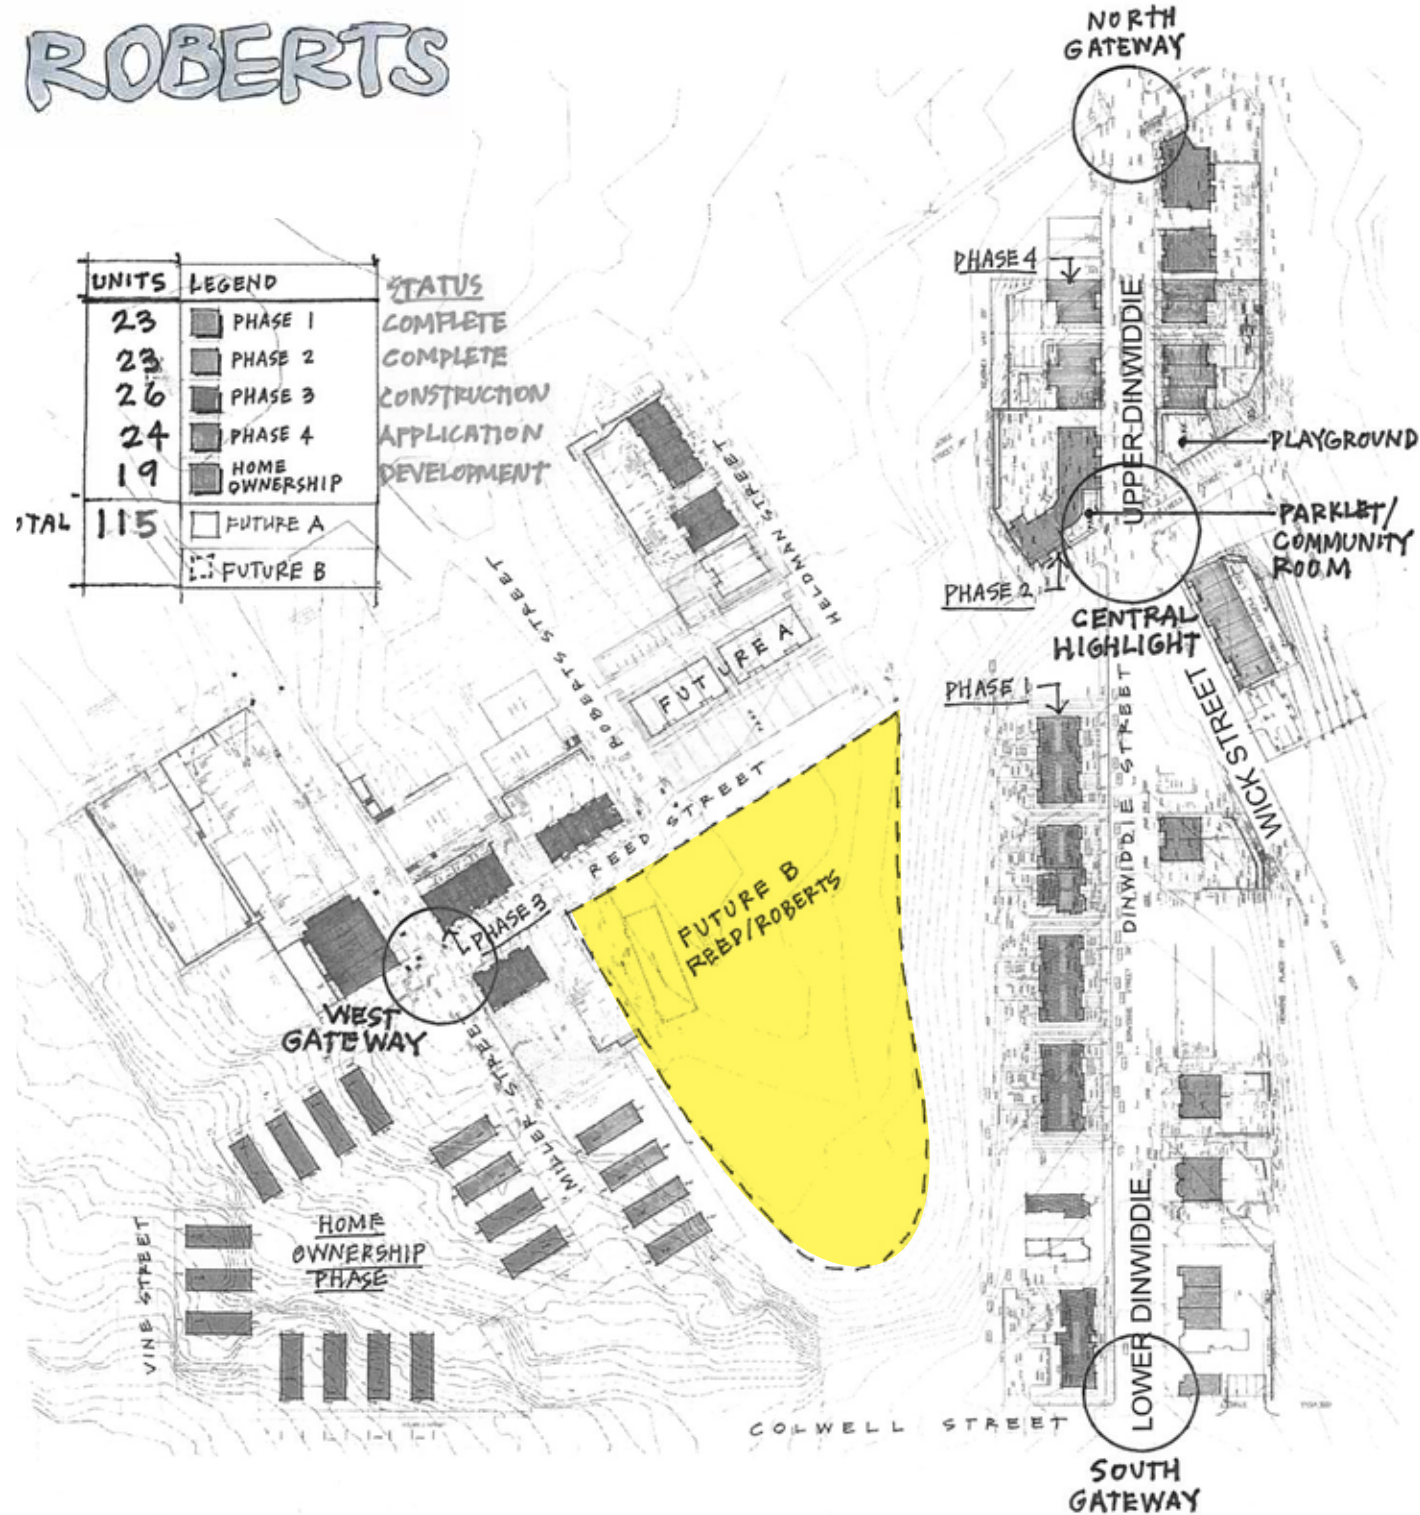 ROBERTS
NORTH
GATEWAY
UNITS LEGEND STATUS
23 PHASE 1 COMPLETE
23 PHASE 2 COMPLETE
26 PHASE 3 CONSTRUCTION
24 PHASE 4 APPLICATION
19 HOME
OWNERSHIP DEVELOPMENT
OTAL 115 FUTURE A
FUTURE B
PHASE 4
UPPER DINWIDDIE
PLAYGROUND
PARKLET/
COMMUNITY
ROOM
PHASE 2
CENTRAL
HIGHLIGHT
HELDMAN STREET
ROBERTS STREET
FUTURE A
PHASE 1
DINWIDDIE STREET
WICK STREET
REED STREET
FUTURE B
REED/ROBERTS
PHASE 3
WEST
GATEWAY
MILLER STREET
HOME
OWNERSHIP
PHASE
VINE STREET
LOWER DINWIDDIE
COLWELL STREET
SOUTH
GATEWAY